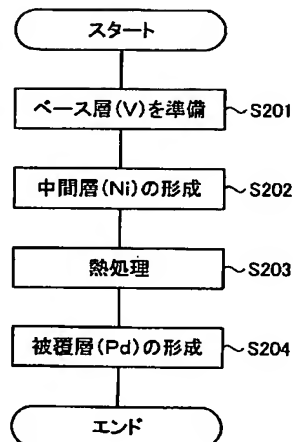 スタート
ベース層(V)を準備 ～S201
中間層(Ni)の形成 ～S202
熱処理 ～S203
被覆層(Pd)の形成 ～S204
エンド